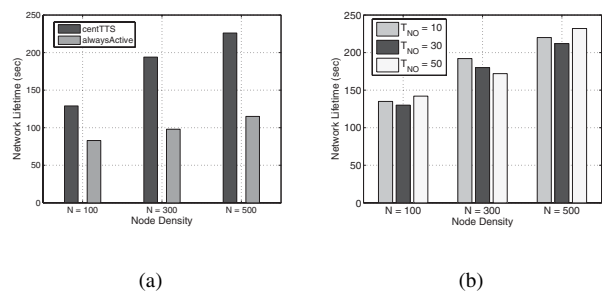 250
200
150
100
50
0
Network Lifetime (sec)
centTTS
alwaysActive
N = 100 N = 300 N = 500
Node Density
(a)
250
200
150
100
50
0
Network Lifetime (sec)
T_NO = 10
T_NO = 30
T_NO = 50
N = 100 N = 300 N = 500
Node Density
(b)